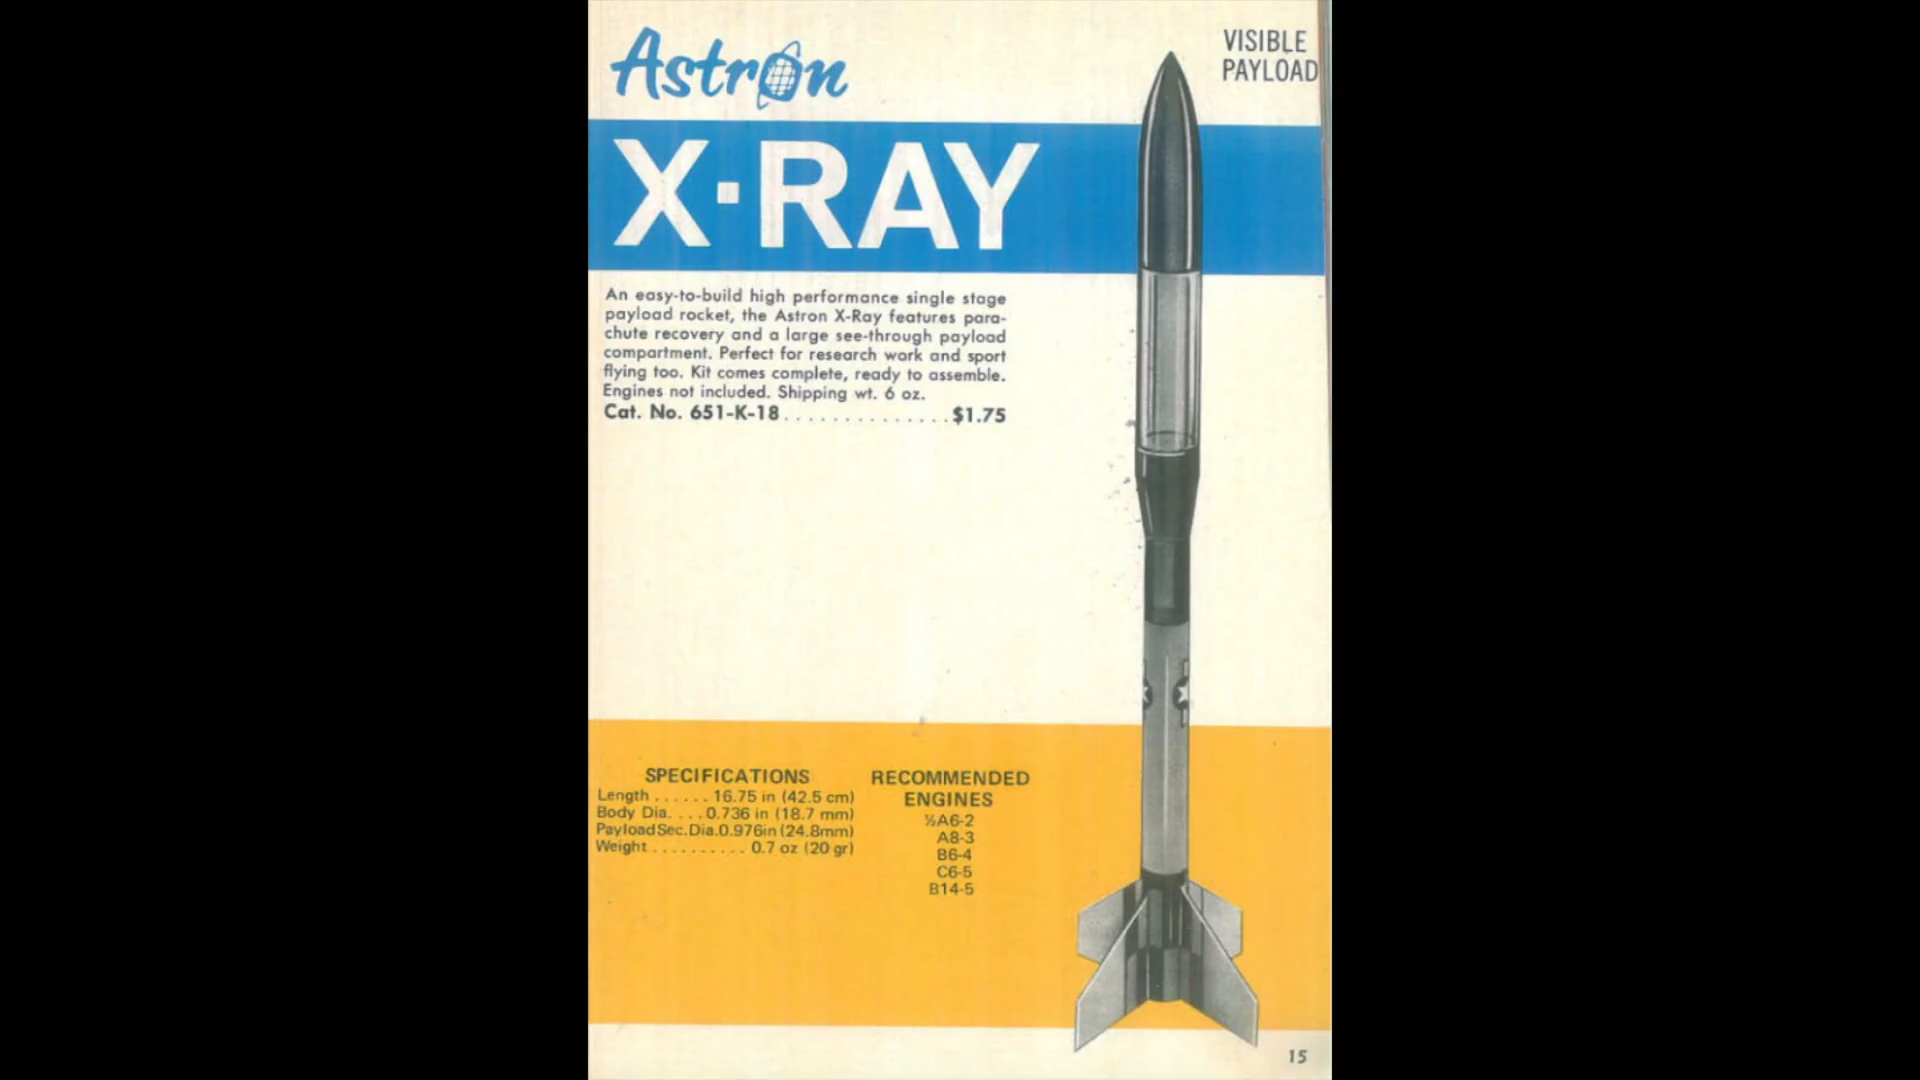 Astron
VISIBLE
PAYLOAD
X-RAY
An easy-to-build high performance single stage
payload rocket, the Astron X-Ray features para-
chute recovery and a large see-through payload
compartment. Perfect for research work and sport
flying too. Kit comes complete, ready to assemble.
Engines not included. Shipping wt. 6 oz.
Cat. No. 651-K-18 . . . . . . . . . . . . . . $1.75
SPECIFICATIONS
Length . . . . . . 16.75 in (42.5 cm)
Body Dia. . . . 0.736 in (18.7 mm)
Payload Sec. Dia. 0.976in (24.8mm)
Weight . . . . . . . . . . 0.7 oz (20 gr)
RECOMMENDED
ENGINES
½A6-2
A8-3
B6-4
C6-5
B14-5
15